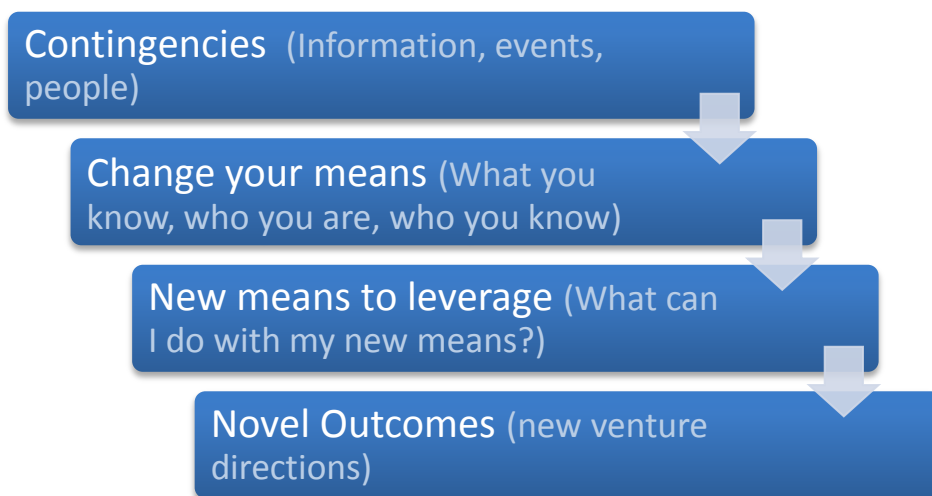 Contingencies (Information, events,
people)
Change your means (What you
know, who you are, who you know)
New means to leverage (What can
I do with my new means?)
Novel Outcomes (new venture
directions)